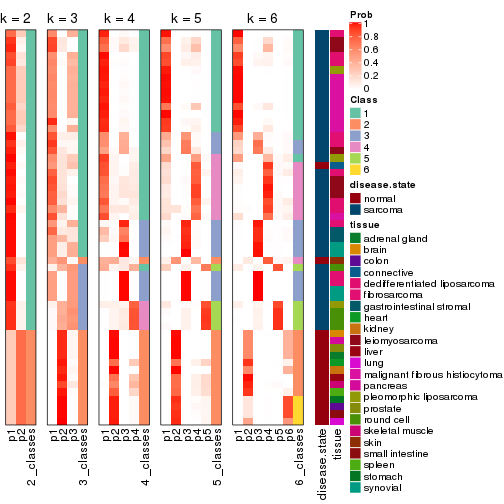 k = 2 k = 3 k = 4 k = 5 k = 6
Prob
1
0.8
0.6
0.4
0.2
0
Class
1
2
3
4
5
6
disease.state
normal
sarcoma
tissue
adrenal gland
brain
colon
connective
dedifferentiated liposarcoma
fibrosarcoma
gastrointestinal stromal
heart
kidney
leiomyosarcoma
liver
lung
malignant fibrous histiocytoma
pancreas
pleomorphic liposarcoma
prostate
round cell
skeletal muscle
skin
small intestine
spleen
stomach
synovial
p1 p2 2_classes p1 p2 p3 3_classes p1 p2 p3 p4 4_classes p1 p2 p3 p4 p5 5_classes p1 p2 p3 p4 p5 p6 6_classes disease.state tissue